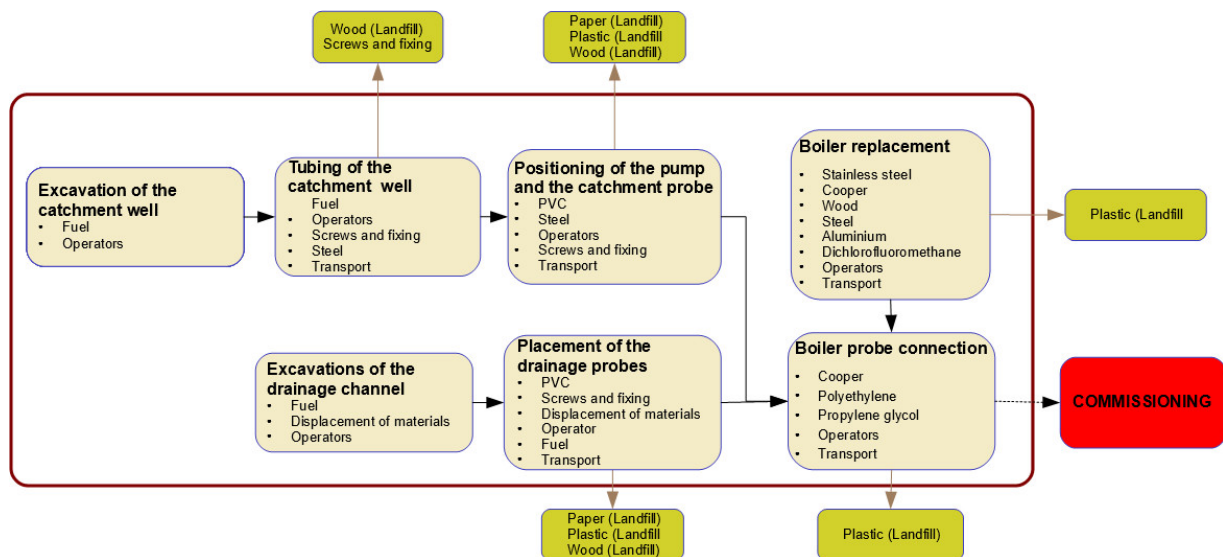 Wood (Landfill)
Screws and fixing
Paper (Landfill)
Plastic (Landfill
Wood (Landfill)
Excavation of the
catchment well
• Fuel
• Operators
Tubing of the
catchment well
Fuel
• Operators
• Screws and fixing
• Steel
• Transport
Positioning of the pump
and the catchment probe
• PVC
• Steel
• Operators
• Screws and fixing
• Transport
Boiler replacement
• Stainless steel
• Cooper
• Wood
• Steel
• Aluminium
• Dichlorofluoromethane
• Operators
• Transport
Plastic (Landfill
Excavations of the
drainage channel
• Fuel
• Displacement of materials
• Operators
Placement of the
drainage probes
• PVC
• Screws and fixing
• Displacement of materials
• Operator
• Fuel
• Transport
Boiler probe connection
• Cooper
• Polyethylene
• Propylene glycol
• Operators
• Transport
COMMISSIONING
Paper (Landfill)
Plastic (Landfill
Wood (Landfill)
Plastic (Landfill)